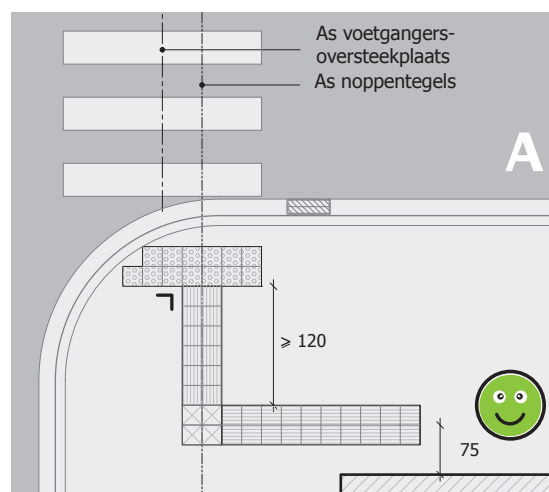 As voetgangers-
oversteekplaats
As noppentegels
A
⩾ 120
75